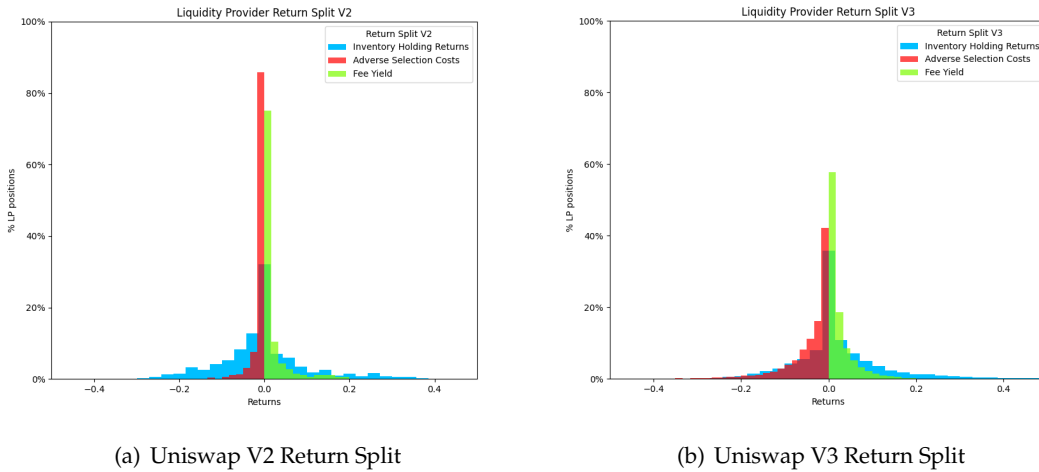 Liquidity Provider Return Split V2
Return Split V2
Inventory Holding Returns
Adverse Selection Costs
Fee Yield
100%
80%
60%
40%
20%
0%
% LP positions
−0.4
−0.2
0.0
0.2
0.4
Returns
(a) Uniswap V2 Return Split
Liquidity Provider Return Split V3
Return Split V3
Inventory Holding Returns
Adverse Selection Costs
Fee Yield
100%
80%
60%
40%
20%
0%
% LP positions
−0.4
−0.2
0.0
0.2
0.4
Returns
(b) Uniswap V3 Return Split